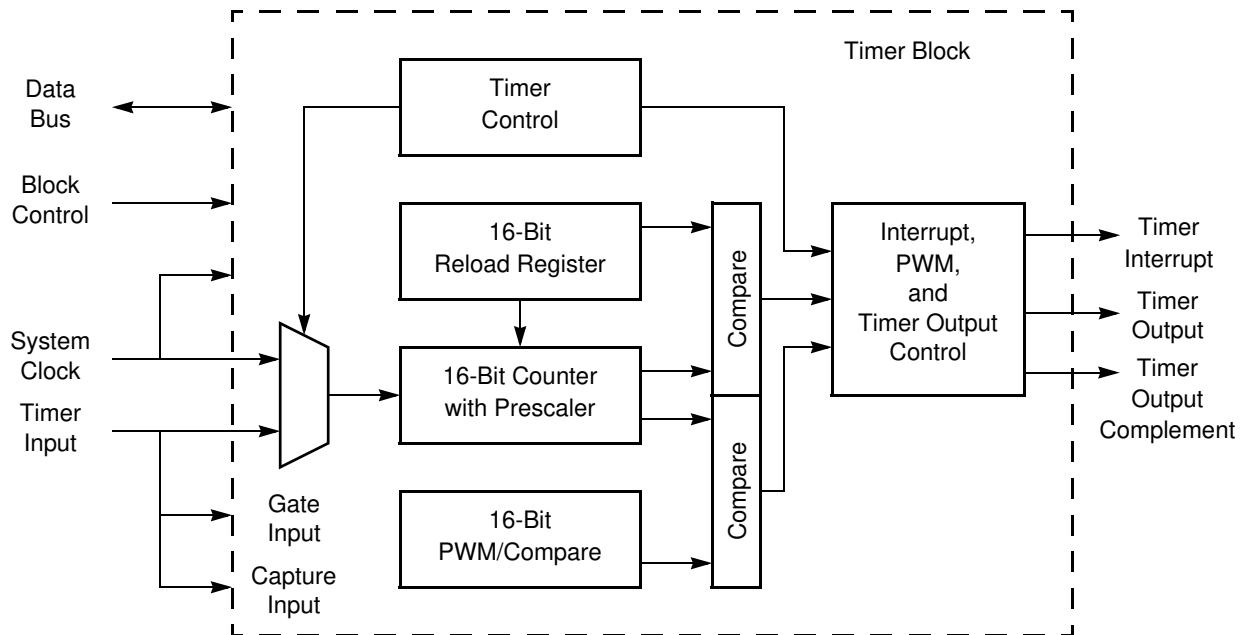 Timer Block
Data
Bus
Timer
Control
Block
Control
16-Bit
Reload Register
Compare
Interrupt,
PWM,
and
Timer Output
Control
Timer
Interrupt
Timer
Output
Timer
Output
Complement
System
Clock
16-Bit Counter
with Prescaler
Timer
Input
Compare
Gate
Input
16-Bit
PWM/Compare
Capture
Input